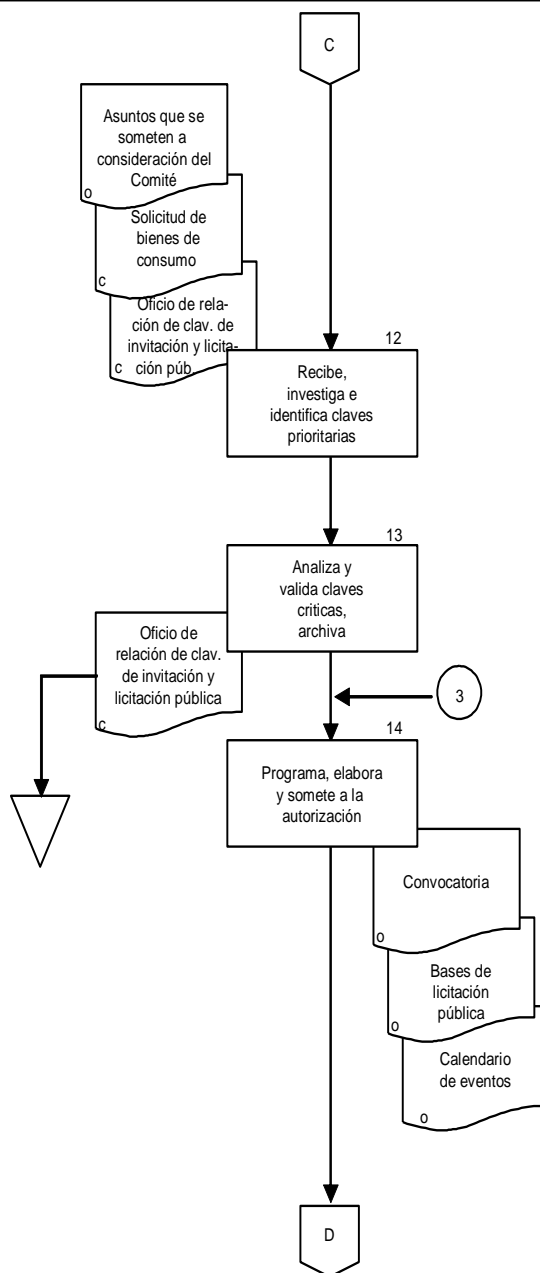 C
Asuntos que se
someten a
consideración del
Comité
o
Solicitud de
bienes de
consumo
c
Oficio de rela-
ción de clav. de
invitación y licita-
ción púb.
c
12
Recibe,
investiga e
identifica claves
prioritarias
13
Analiza y
valida claves
criticas,
archiva
Oficio de
relación de clav.
de invitación y
licitación pública
c
3
14
Programa, elabora
y somete a la
autorización
Convocatoria
o
Bases de
licitación
pública
o
Calendario
de eventos
o
D